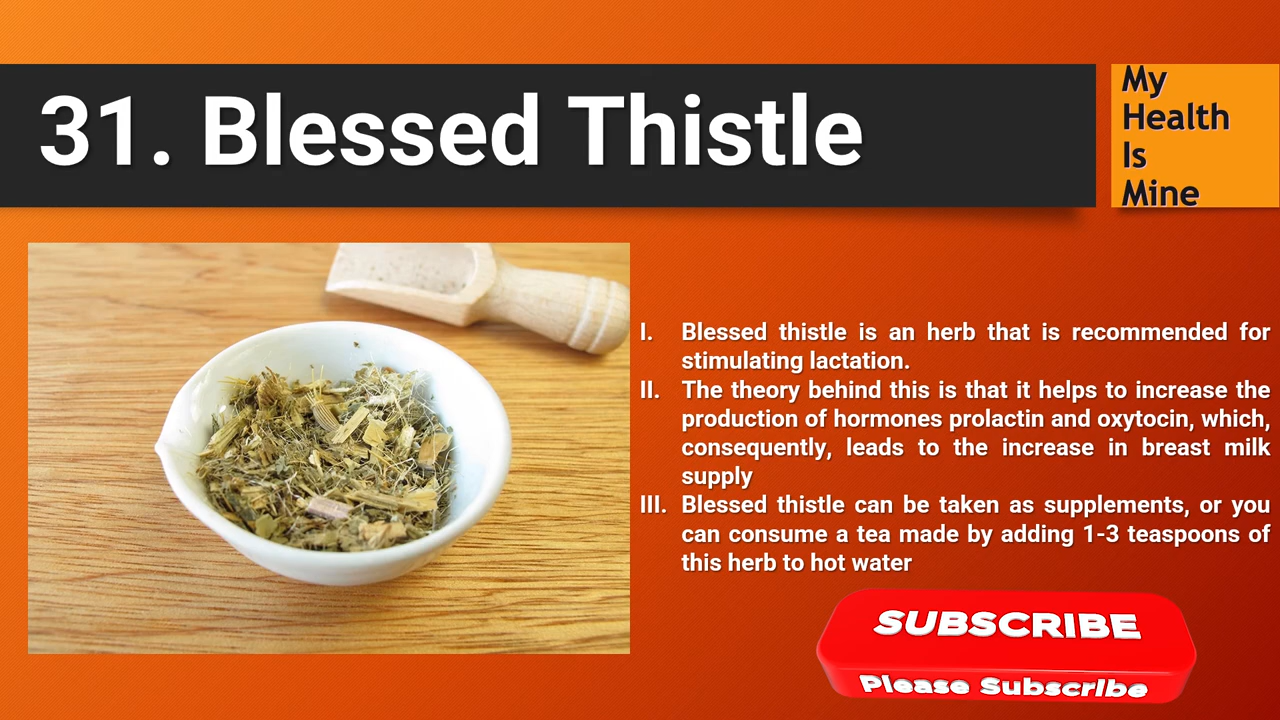 31. Blessed Thistle
My
Health
Is
Mine
I. Blessed thistle is an herb that is recommended for
stimulating lactation.
II. The theory behind this is that it helps to increase the
production of hormones prolactin and oxytocin, which,
consequently, leads to the increase in breast milk
supply
III. Blessed thistle can be taken as supplements, or you
can consume a tea made by adding 1-3 teaspoons of
this herb to hot water
SUBSCRIBE
Please Subscribe